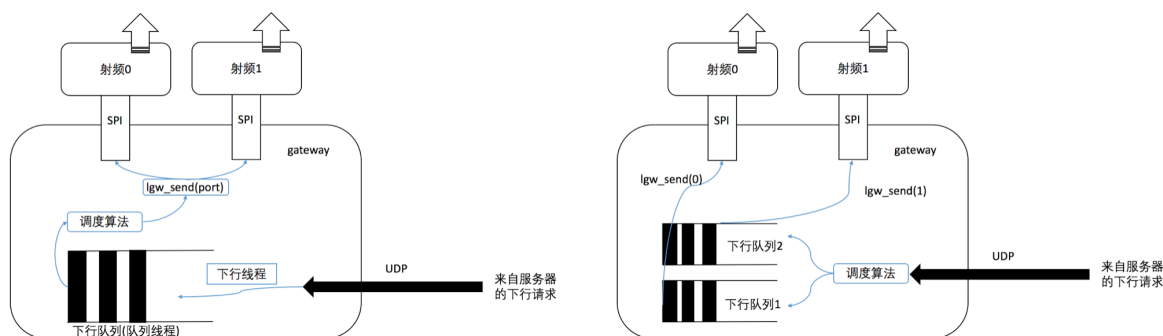 射频0
射频1
SPI
SPI
gateway
lgw_send(port)
调度算法
下行线程
UDP
来自服务器
的下行请求
下行队列(队列线程)
射频0
射频1
SPI
SPI
gateway
lgw_send(0)
lgw_send(1)
下行队列2
UDP
调度算法
来自服务器
的下行请求
下行队列1